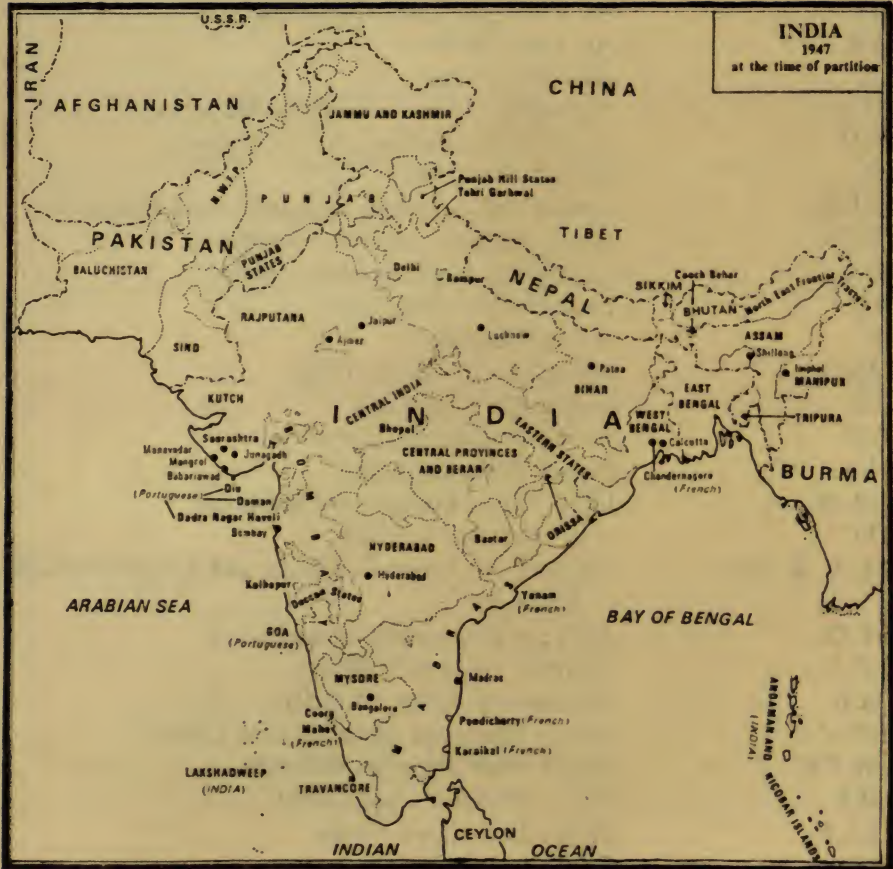 U.S.S.R.
INDIA
1947
at the time of partition
IRAN
AFGHANISTAN
CHINA
JAMMU AND KASHMIR
N.W.F.P.
PUNJAB
Punjab Hill States
Tehri Garhwal
PAKISTAN
BALUCHISTAN
PUNJAB
STATES
TIBET
Delhi
Rampur
NEPAL
SIKKIM
Cooch Behar
BHUTAN
North East Frontier Tracts
RAJPUTANA
Jaipur
Ajmer
Lucknow
ASSAM
Shillong
SIND
Patna
BIHAR
EAST
BENGAL
Imphal
MANIPUR
KUTCH
CENTRAL INDIA
INDIA
Bhopal
EASTERN STATES
WEST
BENGAL
TRIPURA
Saurashtra
Manavadar
Junagadh
Mangrol
Babariawad
CENTRAL PROVINCES
AND BERAR
Calcutta
BURMA
Diu
(Portuguese)
Daman
Chandernagore
(French)
Dadra Nagar Haveli
Bombay
BOMBAY
ORISSA
Bastar
HYDERABAD
Hyderabad
Kolhapur
Deccan States
Yanam
(French)
ARABIAN SEA
BAY OF BENGAL
GOA
(Portuguese)
MADRAS
MYSORE
Bangalore
Madras
Coorg
Mahe
(French)
Pondicherry (French)
Karaikal (French)
ANDAMAN AND
NICOBAR ISLANDS
(INDIA)
LAKSHADWEEP
(INDIA)
TRAVANCORE
CEYLON
INDIAN OCEAN